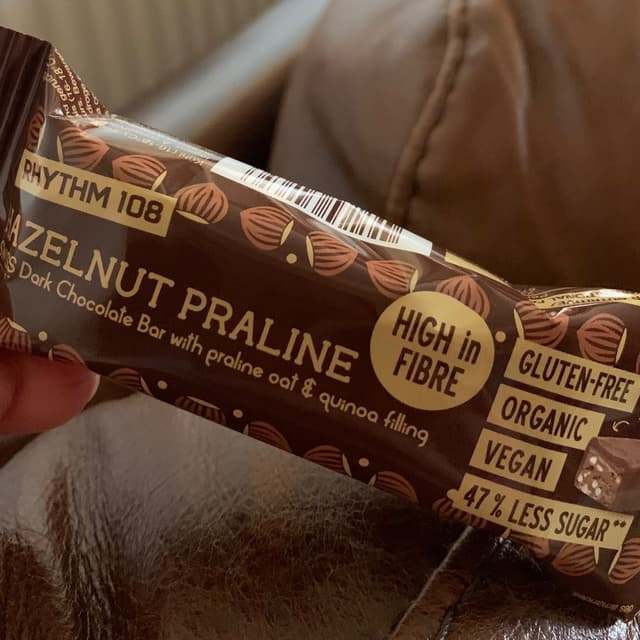 RHYTHM 108
AZELNUT PRALINE
Dark Chocolate Bar with praline oat & quinoa filling
HIGH in
FIBRE
GLUTEN-FREE
ORGANIC
VEGAN
47% LESS SUGAR**